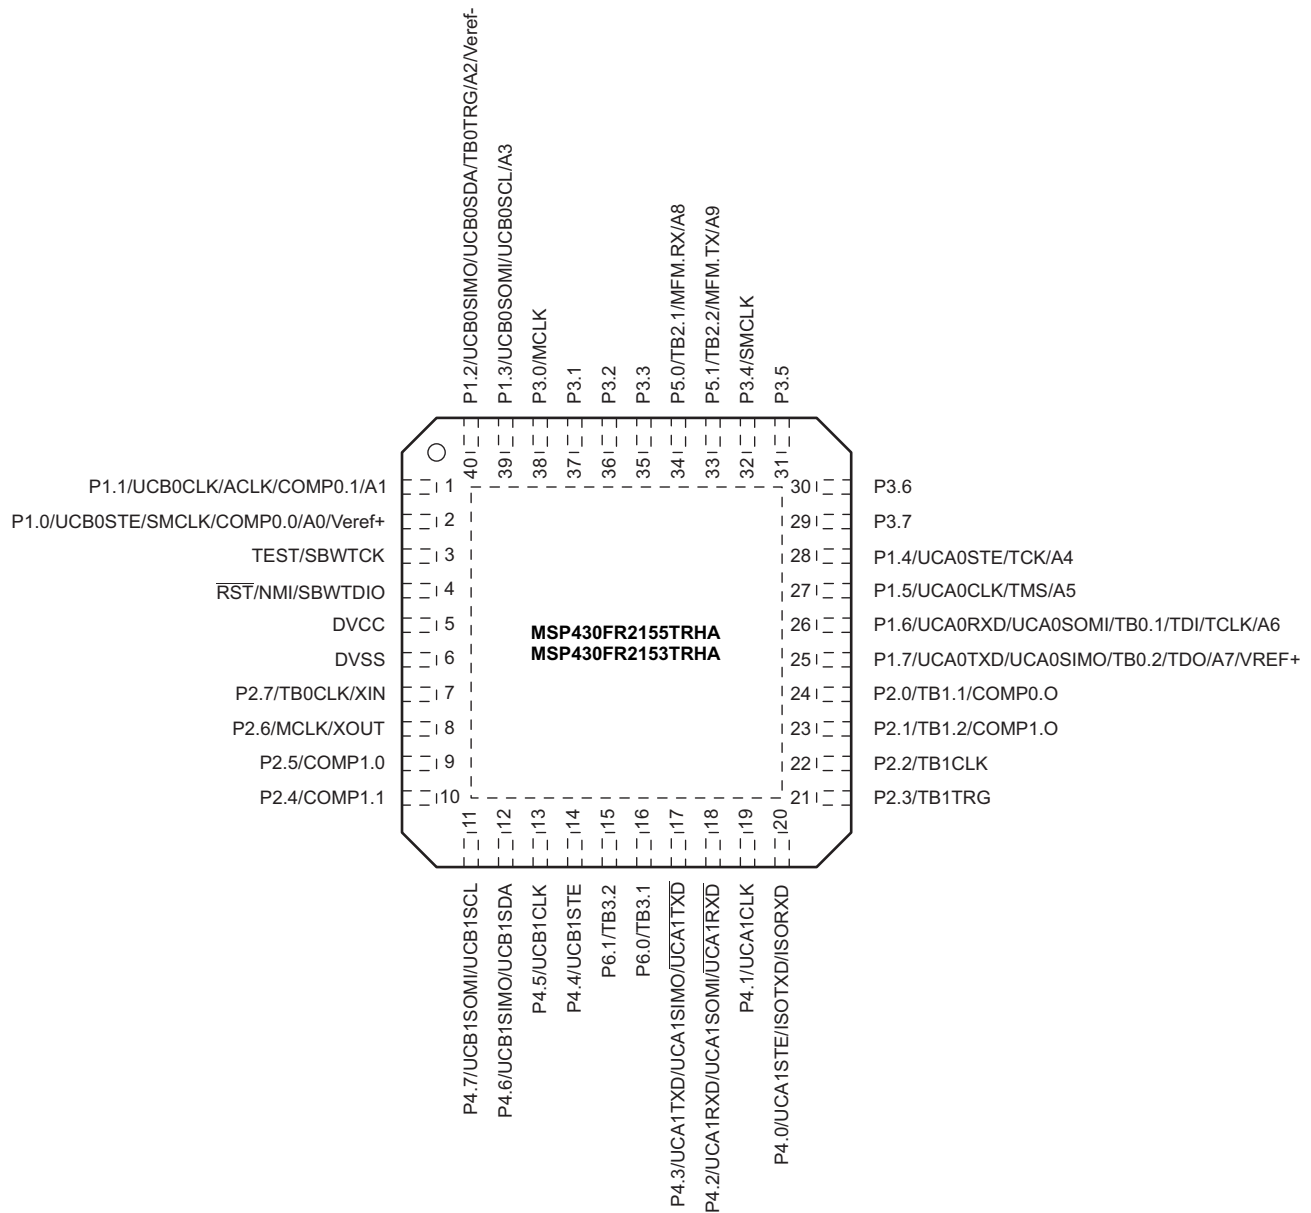 P1.2/UCB0SIMO/UCB0SDA/TB0TRG/A2/Veref-
P1.3/UCB0SOMI/UCB0SCL/A3
P3.0/MCLK
P3.1
P3.2
P3.3
P5.0/TB2.1/MFM.RX/A8
P5.1/TB2.2/MFM.TX/A9
P3.4/SMCLK
P3.5
40
39
38
37
36
35
34
33
32
31
P1.1/UCB0CLK/ACLK/COMP0.1/A1 1
P1.0/UCB0STE/SMCLK/COMP0.0/A0/Veref+ 2
TEST/SBWTCK 3
RST/NMI/SBWTDIO 4
DVCC 5
DVSS 6
P2.7/TB0CLK/XIN 7
P2.6/MCLK/XOUT 8
P2.5/COMP1.0 9
P2.4/COMP1.1 10
MSP430FR2155TRHA
MSP430FR2153TRHA
30 P3.6
29 P3.7
28 P1.4/UCA0STE/TCK/A4
27 P1.5/UCA0CLK/TMS/A5
26 P1.6/UCA0RXD/UCA0SOMI/TB0.1/TDI/TCLK/A6
25 P1.7/UCA0TXD/UCA0SIMO/TB0.2/TDO/A7/VREF+
24 P2.0/TB1.1/COMP0.O
23 P2.1/TB1.2/COMP1.O
22 P2.2/TB1CLK
21 P2.3/TB1TRG
11
12
13
14
15
16
17
18
19
20
P4.7/UCB1SOMI/UCB1SCL
P4.6/UCB1SIMO/UCB1SDA
P4.5/UCB1CLK
P4.4/UCB1STE
P6.1/TB3.2
P6.0/TB3.1
P4.3/UCA1TXD/UCA1SIMO/UCA1TXD
P4.2/UCA1RXD/UCA1SOMI/UCA1RXD
P4.1/UCA1CLK
P4.0/UCA1STE/ISOTXD/ISORXD